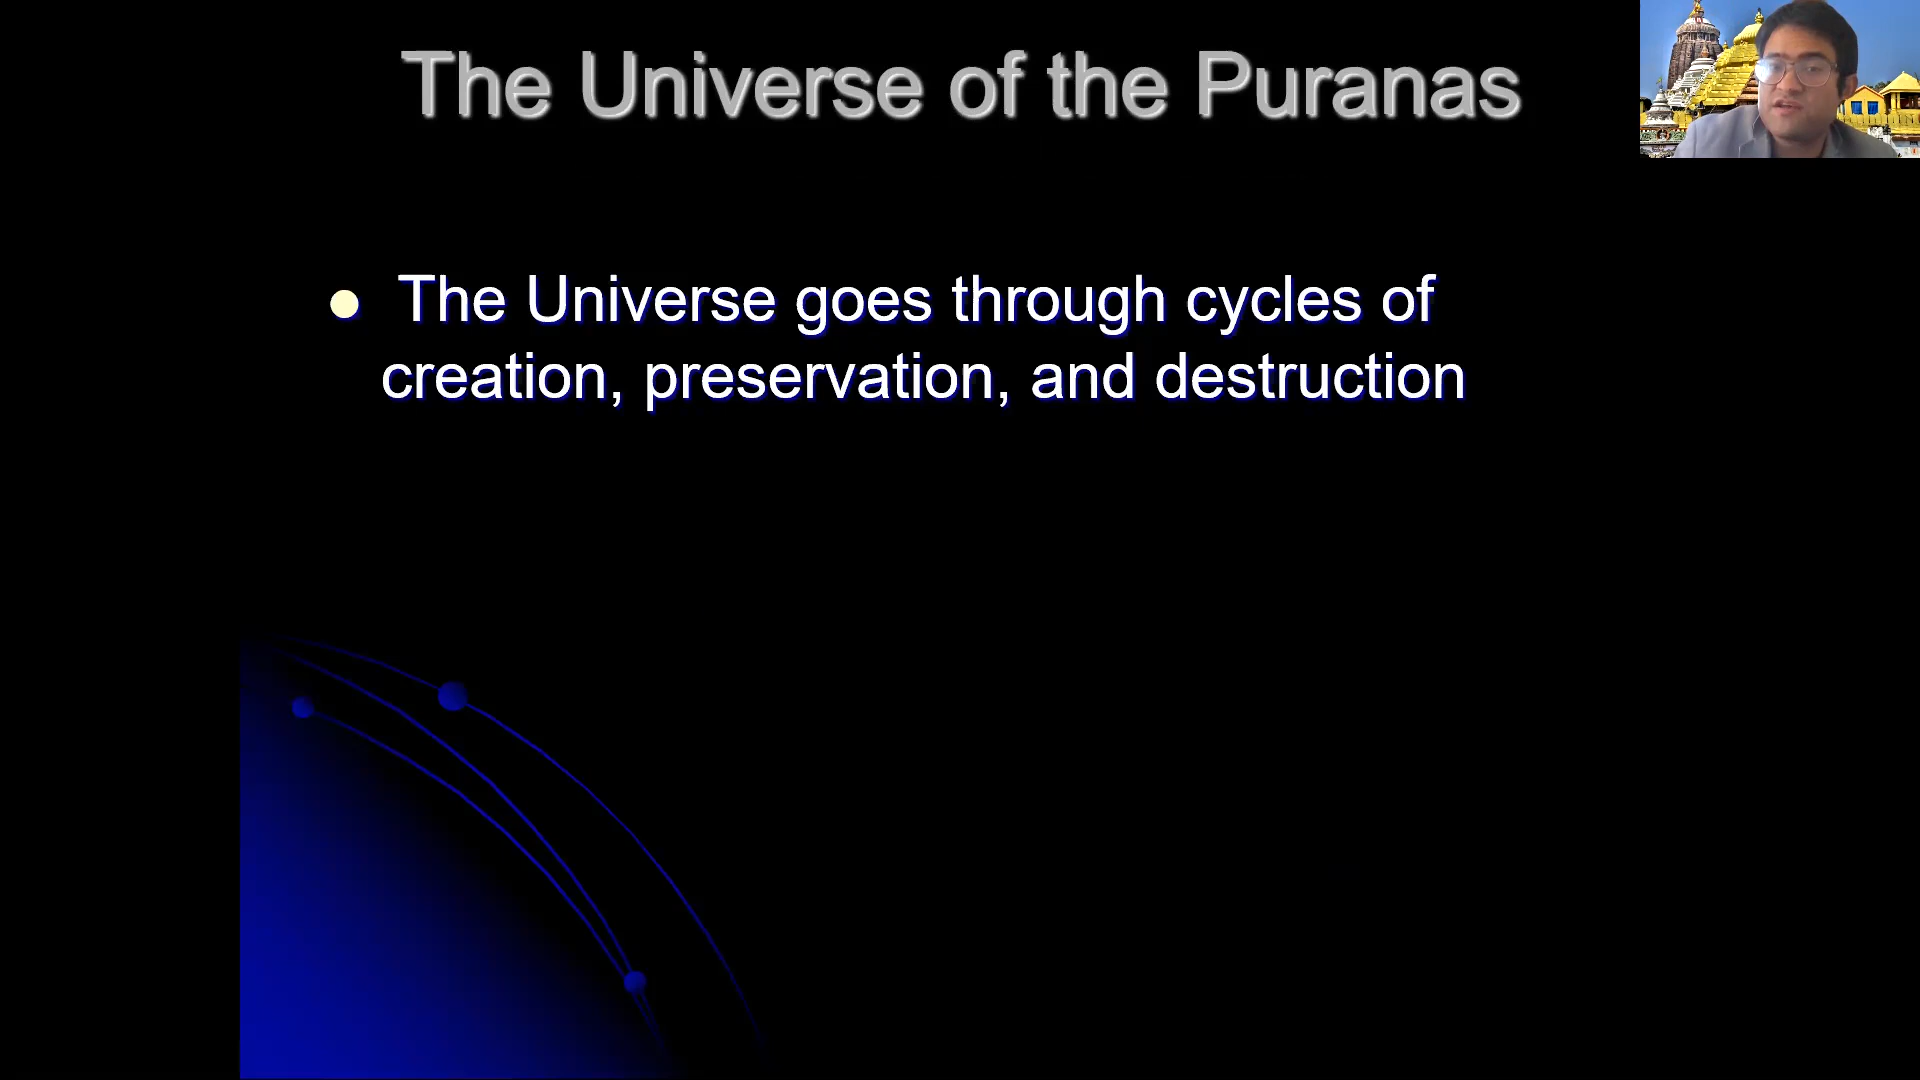 The Universe of the Puranas
● The Universe goes through cycles of
creation, preservation, and destruction